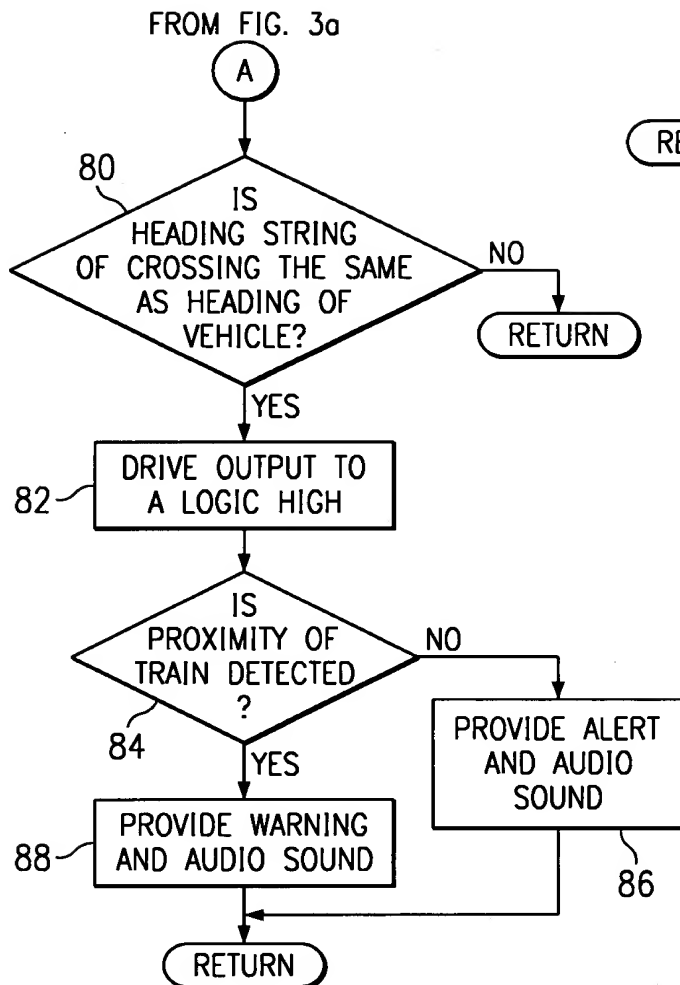 FROM FIG. 3a
A
80
IS
HEADING STRING
OF CROSSING THE SAME
AS HEADING OF
VEHICLE?
NO
RETURN
YES
82
DRIVE OUTPUT TO
A LOGIC HIGH
IS
PROXIMITY OF
TRAIN DETECTED
?
NO
84
YES
PROVIDE ALERT
AND AUDIO
SOUND
86
88
PROVIDE WARNING
AND AUDIO SOUND
RETURN